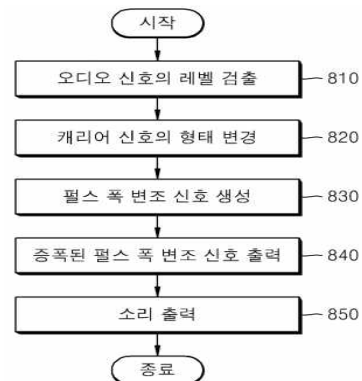 시작
오디오 신호의 레벨 검출 810
캐리어 신호의 형태 변경 820
펄스 폭 변조 신호 생성 830
증폭된 펄스 폭 변조 신호 출력 840
소리 출력 850
종료